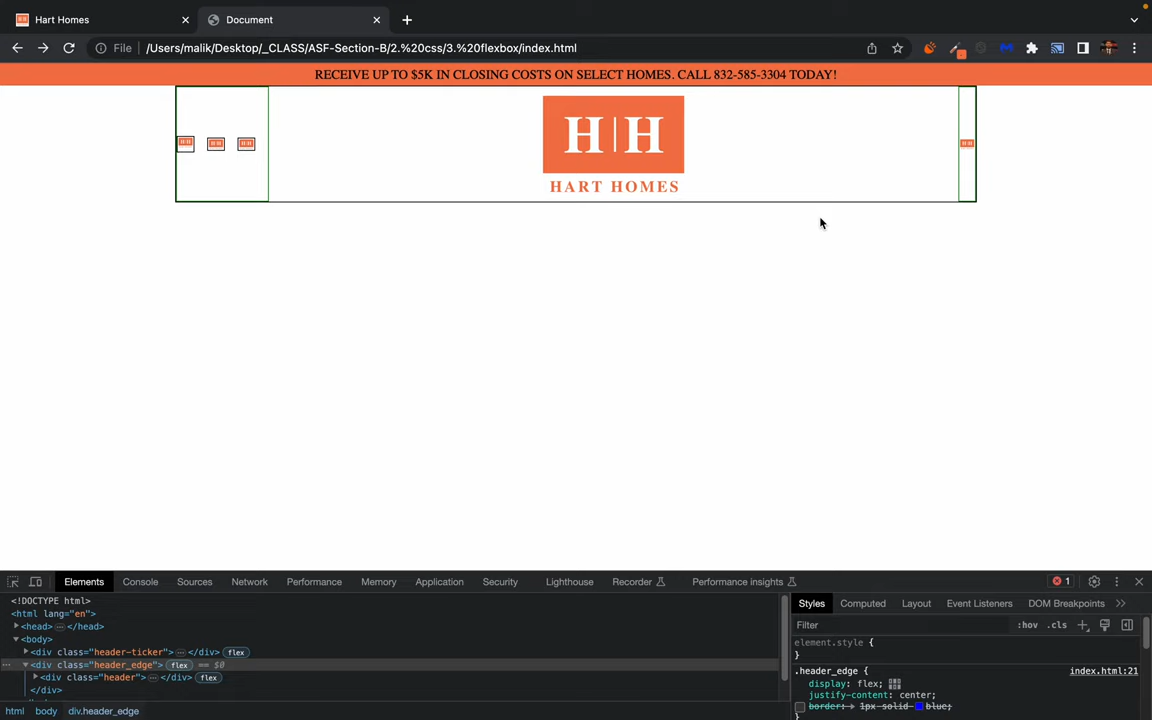 Hart Homes
Document
File
/Users/malik/Desktop/_CLASS/ASF-Section-B/2.%20css/3.%20flexbox/index.html
RECEIVE UP TO $5K IN CLOSING COSTS ON SELECT HOMES. CALL 832-585-3304 TODAY!
H|H
HART HOMES
Elements Console Sources Network Performance Memory Application Security Lighthouse Recorder Performance insights 1
<!DOCTYPE html>
<html lang="en">
<head> … </head>
<body>
<div class="header-ticker"> … </div> flex
<div class="header_edge"> flex == $0
<div class="header"> … </div> flex
</div>
html body div.header_edge
Styles Computed Layout Event Listeners DOM Breakpoints
Filter :hov .cls
element.style {
}
.header_edge { index.html:21
display: flex;
justify-content: center;
border: 1px solid blue;
}